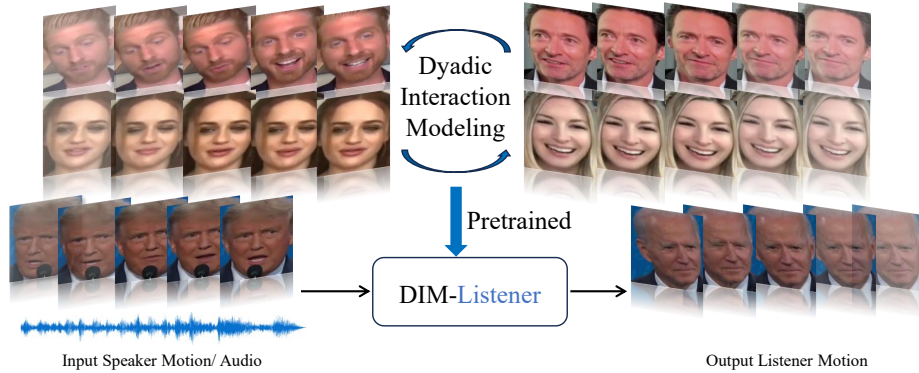 Dyadic
Interaction
Modeling
Pretrained
DIM-Listener
Input Speaker Motion/ Audio
Output Listener Motion